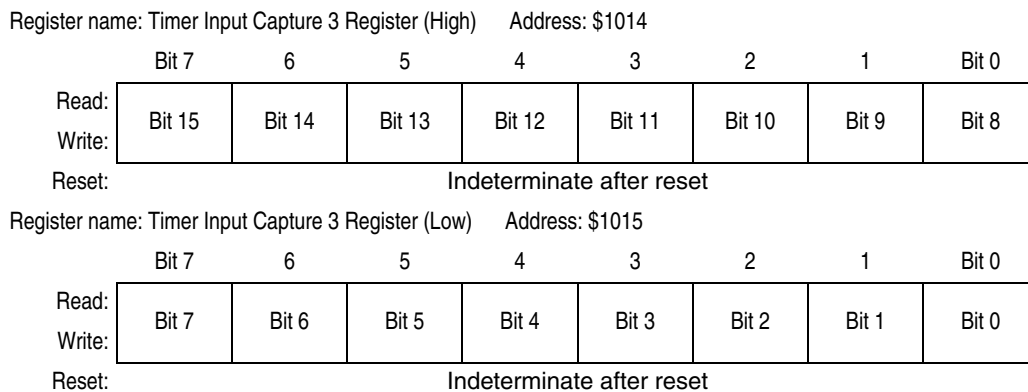 Register name: Timer Input Capture 3 Register (High) Address: $1014
Bit 7 6 5 4 3 2 1 Bit 0
Read:
Bit 15 Bit 14 Bit 13 Bit 12 Bit 11 Bit 10 Bit 9 Bit 8
Write:
Reset: Indeterminate after reset
Register name: Timer Input Capture 3 Register (Low) Address: $1015
Bit 7 6 5 4 3 2 1 Bit 0
Read:
Bit 7 Bit 6 Bit 5 Bit 4 Bit 3 Bit 2 Bit 1 Bit 0
Write:
Reset: Indeterminate after reset